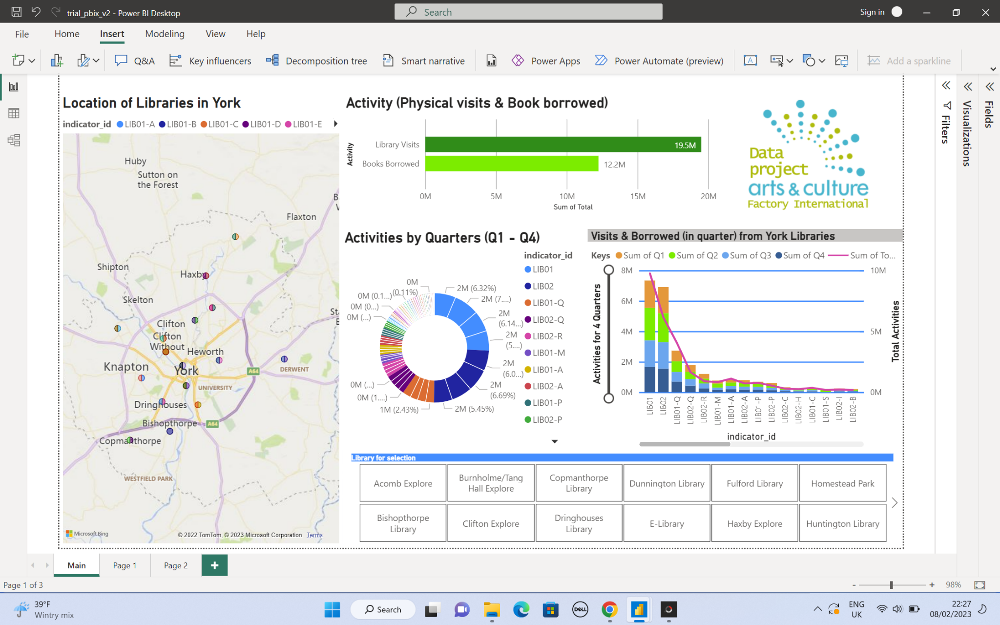 trial_pbix_v2 - Power BI Desktop
Search
Sign in
File Home Insert Modeling View Help
Q&A Key influencers Decomposition tree Smart narrative Power Apps Power Automate (preview) Add a sparkline
Location of Libraries in York
indicator_id LIB01-A LIB01-B LIB01-C LIB01-D LIB01-E
Huby
Sutton on
the Forest
Flaxton
Shipton
Haxby
Skelton
Clifton
Clifton
Without
Heworth
Knapton
York
A64
DERWENT
UNIVERSITY
Dringhouses
Bishopthorpe
A64
Copmanthorpe
WESTFIELD PARK
Microsoft Bing
© 2022 TomTom, © 2023 Microsoft Corporation Terms
Activity (Physical visits & Book borrowed)
Activity
Library Visits 19.5M
Books Borrowed 12.2M
0M 5M 10M 15M 20M
Sum of Total
Data
project
arts & culture
Factory International
Activities by Quarters (Q1 - Q4)
0M
(0.11%)
0M (0.1...)
0M (0...)
0M (...)
0M (...)
0M (1....)
1M (2.43%)
2M (6.32%)
2M (7....)
2M
(6.14...)
2M
(5....)
2M
(6.0...)
2M
(6.69%)
2M (5.45%)
indicator_id
LIB01
LIB02
LIB01-Q
LIB02-Q
LIB02-R
LIB01-M
LIB01-A
LIB02-A
LIB01-P
LIB02-P
Visits & Borrowed (in quarter) from York Libraries
Keys Sum of Q1 Sum of Q2 Sum of Q3 Sum of Q4 Sum of To...
Activities for 4 Quarters
8M
6M
4M
2M
0M
10M
5M
0M
Total Activities
LIB01 LIB02 LIB01-Q LIB02-Q LIB02-R LIB01-M LIB01-A LIB02-A LIB01-P LIB02-P LIB02-C LIB02-H LIB01-C LIB01-S LIB02-I LIB02-B
indicator_id
Library for selection
Acomb Explore
Burnholme/Tang
Hall Explore
Copmanthorpe
Library
Dunnington Library
Fulford Library
Homestead Park
Bishopthorpe
Library
Clifton Explore
Dringhouses
Library
E-Library
Haxby Explore
Huntington Library
Filters
Visualizations
Fields
Main Page 1 Page 2
Page 1 of 3
- + 98%
39°F
Wintry mix
Search
DELL
ENG
UK
22:27
08/02/2023